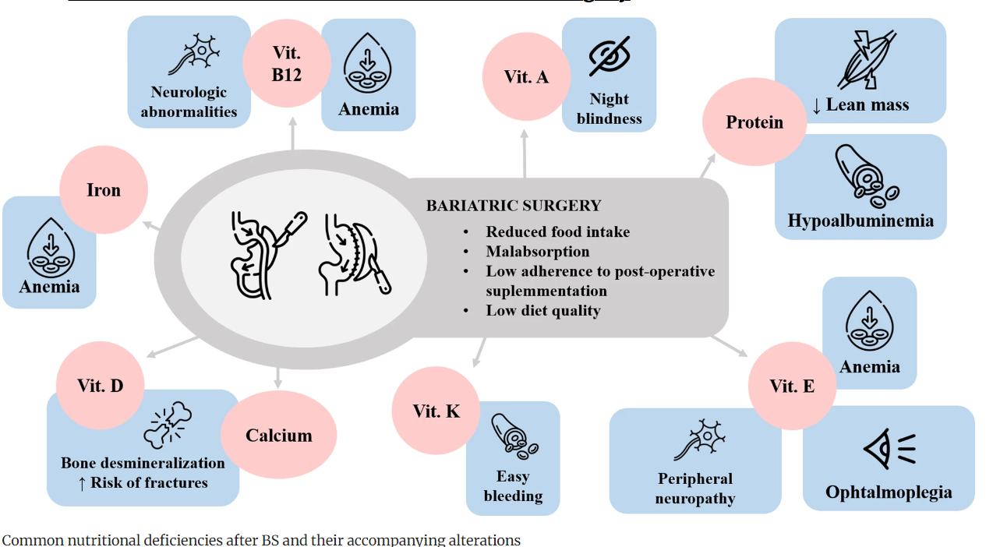 Vit.
B12
Neurologic
abnormalities
Anemia
Vit. A
Night
blindness
Protein
↓ Lean mass
Hypoalbuminemia
Iron
Anemia
BARIATRIC SURGERY
• Reduced food intake
• Malabsorption
• Low adherence to post-operative
suplemmentation
• Low diet quality
Vit. D
Bone desmineralization
↑ Risk of fractures
Calcium
Vit. K
Easy
bleeding
Vit. E
Anemia
Peripheral
neuropathy
Ophtalmoplegia
Common nutritional deficiencies after BS and their accompanying alterations